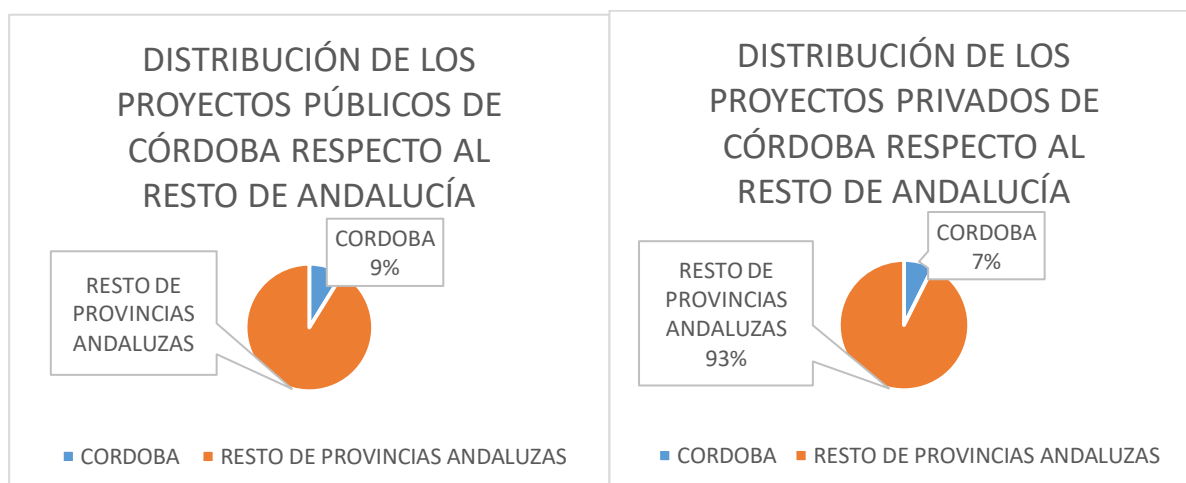 DISTRIBUCIÓN DE LOS
PROYECTOS PÚBLICOS DE
CÓRDOBA RESPECTO AL
RESTO DE ANDALUCÍA
CORDOBA
9%
RESTO DE
PROVINCIAS
ANDALUZAS
CORDOBA
RESTO DE PROVINCIAS ANDALUZAS
DISTRIBUCIÓN DE LOS
PROYECTOS PRIVADOS DE
CÓRDOBA RESPECTO AL
RESTO DE ANDALUCÍA
CORDOBA
7%
RESTO DE
PROVINCIAS
ANDALUZAS
93%
CORDOBA
RESTO DE PROVINCIAS ANDALUZAS